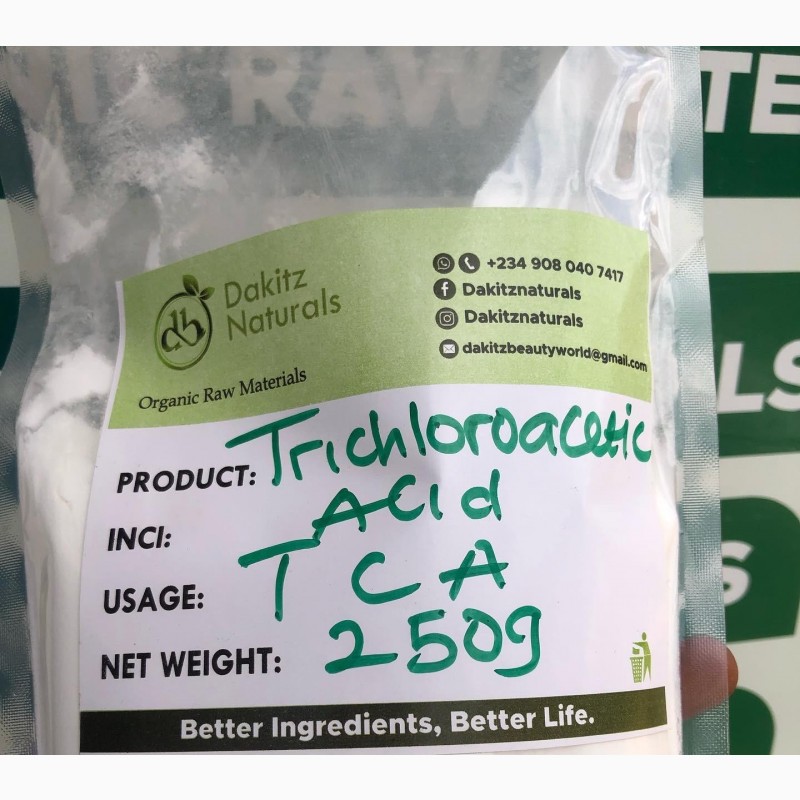 RAW
TE
LS
S
Dakitz
Naturals
Organic Raw Materials
+234 908 040 7417
Dakitznaturals
Dakitznaturals
dakitzbeautyworld@gmail.com
PRODUCT: Trichloroacetic
Acid
INCI:
USAGE: TCA
NET WEIGHT: 250g
Better Ingredients, Better Life.